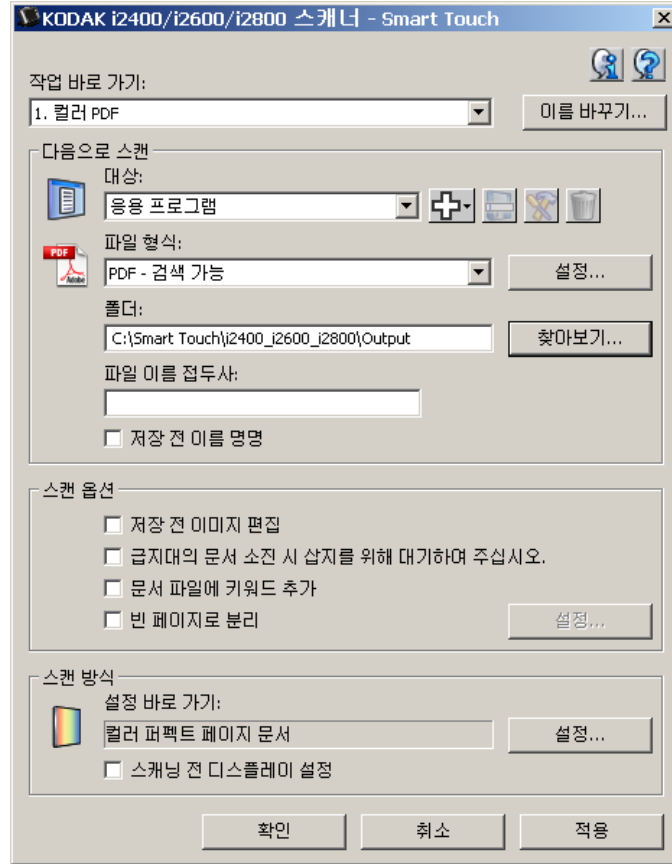 KODAK i2400/i2600/i2800 스캐너 - Smart Touch
작업 바로 가기:
1. 컬러 PDF
이름 바꾸기...
다음으로 스캔
대상:
응용 프로그램
파일 형식:
PDF
Adobe
PDF - 검색 가능
설정...
폴더:
C:\Smart Touch\i2400_i2600_i2800\Output
찾아보기...
파일 이름 접두사:
저장 전 이름 명명
스캔 옵션
저장 전 이미지 편집
급지대의 문서 소진 시 삽지를 위해 대기하여 주십시오.
문서 파일에 키워드 추가
빈 페이지로 분리
설정...
스캔 방식
설정 바로 가기:
컬러 퍼펙트 페이지 문서
설정...
스캐닝 전 디스플레이 설정
확인
취소
적용